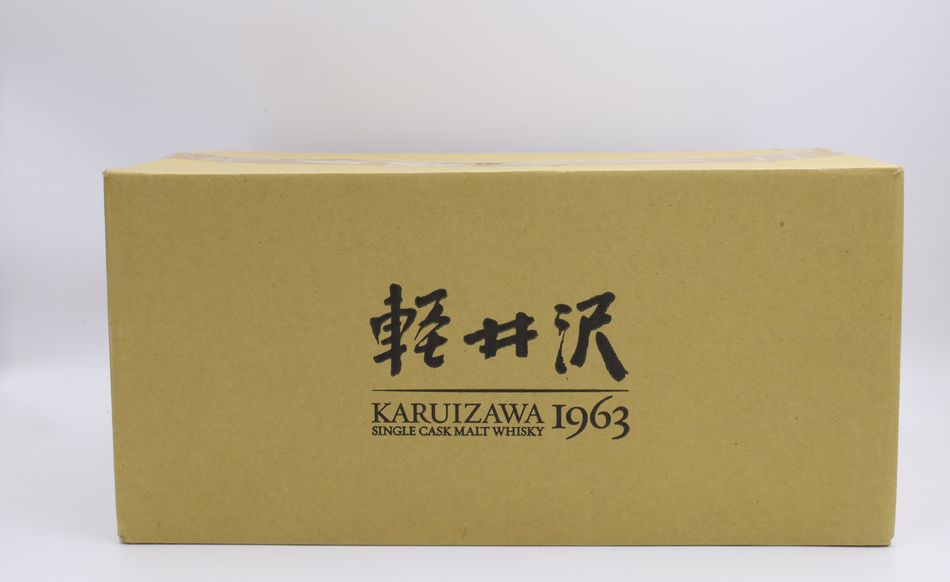 軽井沢
KARUIZAWA 1963
SINGLE CASK MALT WHISKY